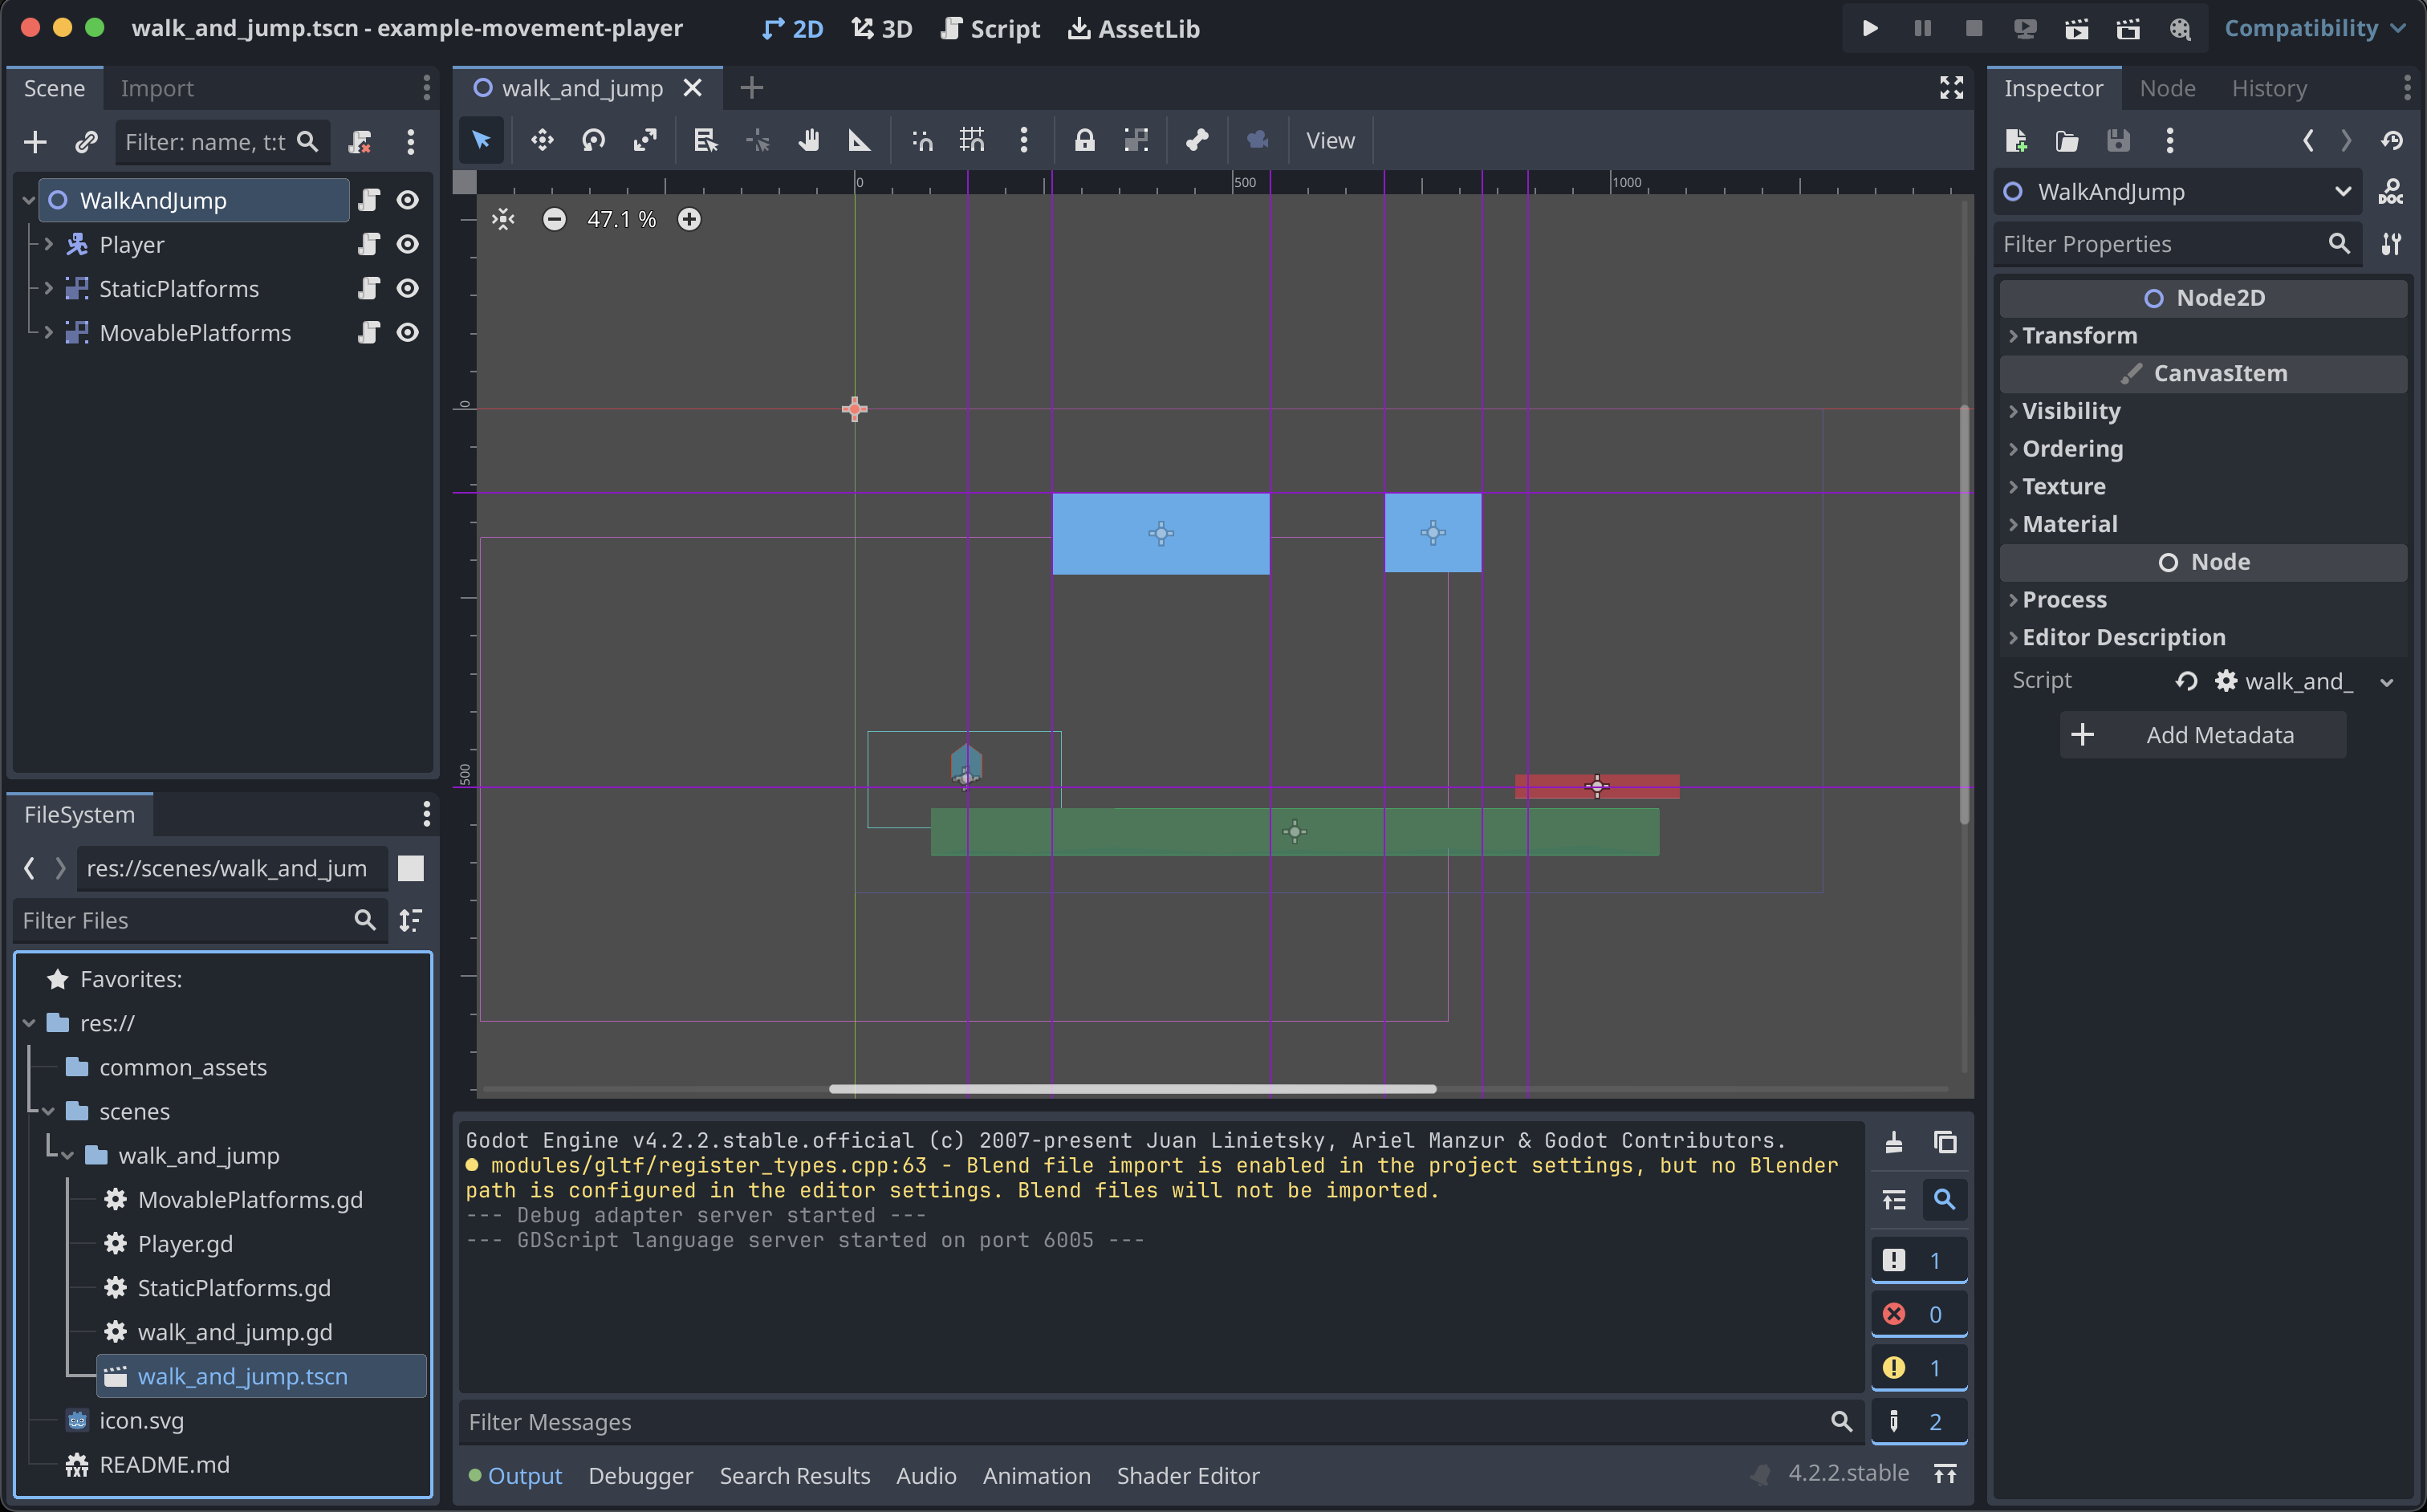 walk_and_jump.tscn - example-movement-player
2D
3D
Script
AssetLib
Compatibility
Scene
Import
Filter: name, t:t
WalkAndJump
Player
StaticPlatforms
MovablePlatforms
FileSystem
res://scenes/walk_and_jum
Filter Files
Favorites:
res://
common_assets
scenes
walk_and_jump
MovablePlatforms.gd
Player.gd
StaticPlatforms.gd
walk_and_jump.gd
walk_and_jump.tscn
icon.svg
TXT
README.md
walk_and_jump
View
0
500
1000
47.1 %
0
500
Godot Engine v4.2.2.stable.official (c) 2007-present Juan Linietsky, Ariel Manzur & Godot Contributors.
modules/gltf/register_types.cpp:63 - Blend file import is enabled in the project settings, but no Blender
path is configured in the editor settings. Blend files will not be imported.
--- Debug adapter server started ---
--- GDScript language server started on port 6005 ---
1
0
1
2
Filter Messages
Output
Debugger
Search Results
Audio
Animation
Shader Editor
4.2.2.stable
Inspector
Node
History
WalkAndJump
DOC
Filter Properties
Node2D
Transform
CanvasItem
Visibility
Ordering
Texture
Material
Node
Process
Editor Description
Script
walk_and_
Add Metadata